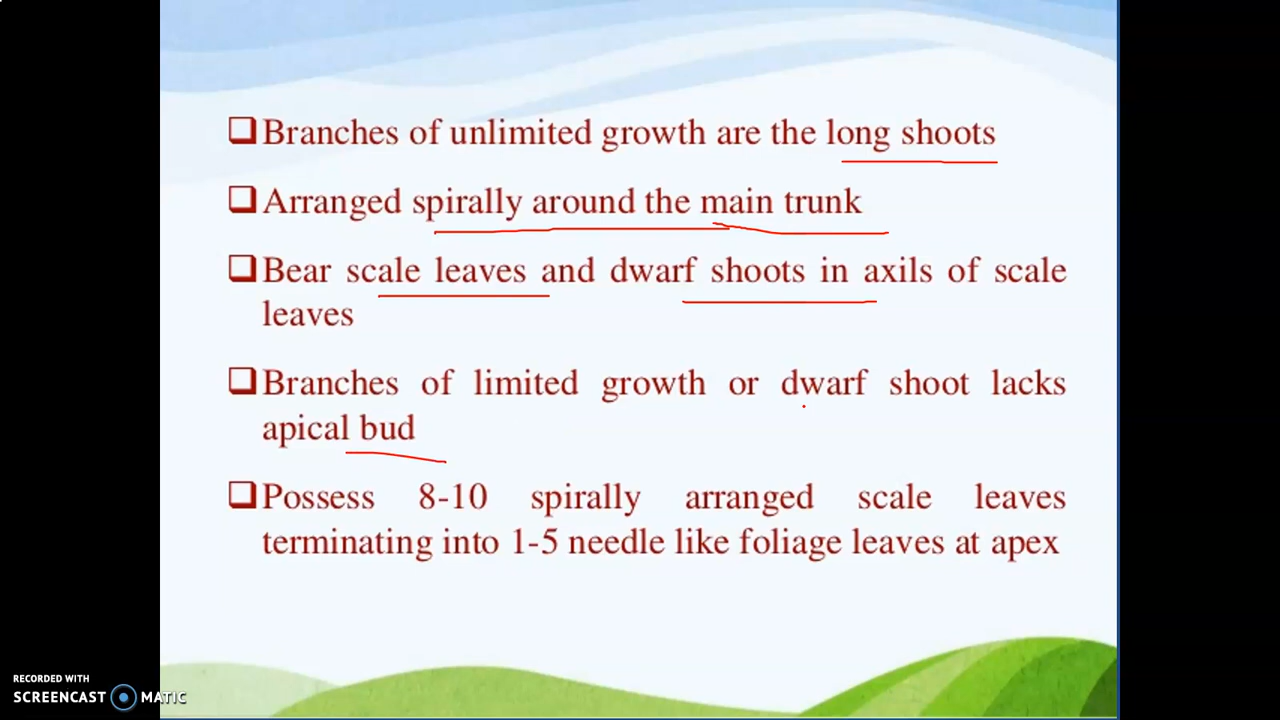 ❑Branches of unlimited growth are the long shoots
❑Arranged spirally around the main trunk
❑Bear scale leaves and dwarf shoots in axils of scale
leaves
❑Branches of limited growth or dwarf shoot lacks
apical bud
❑Possess 8-10 spirally arranged scale leaves
terminating into 1-5 needle like foliage leaves at apex
RECORDED WITH
SCREENCAST MATIC